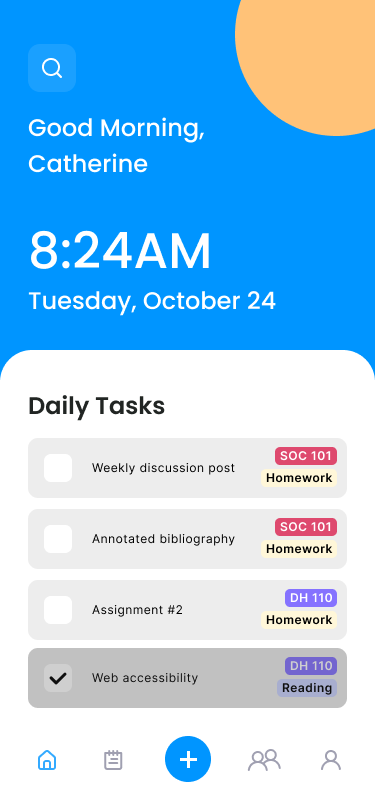 Good Morning,
Catherine
8:24AM
Tuesday, October 24
Daily Tasks
Weekly discussion post
SOC 101
Homework
Annotated bibliography
SOC 101
Homework
Assignment #2
DH 110
Homework
Web accessibility
DH 110
Reading